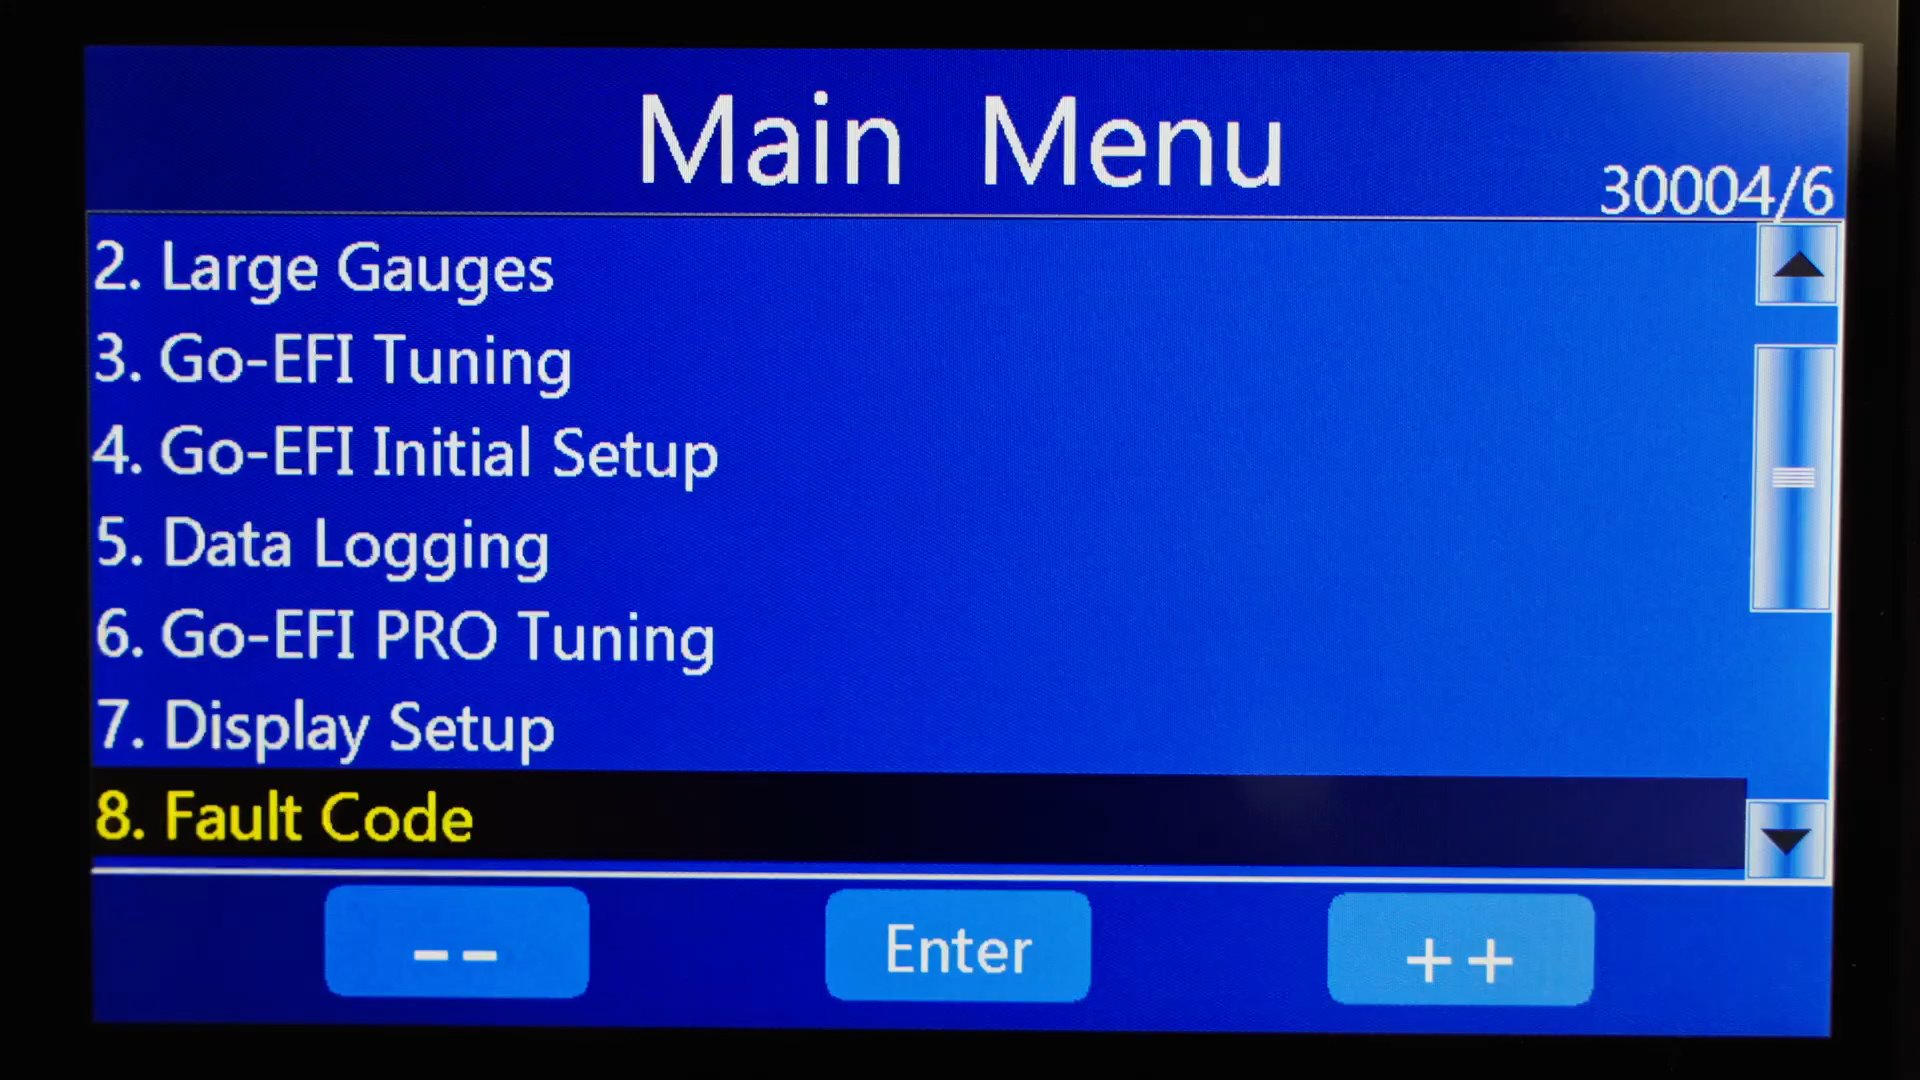 Main Menu
30004/6
2. Large Gauges
3. Go-EFI Tuning
4. Go-EFI Initial Setup
5. Data Logging
6. Go-EFI PRO Tuning
7. Display Setup
8. Fault Code
-- Enter ++